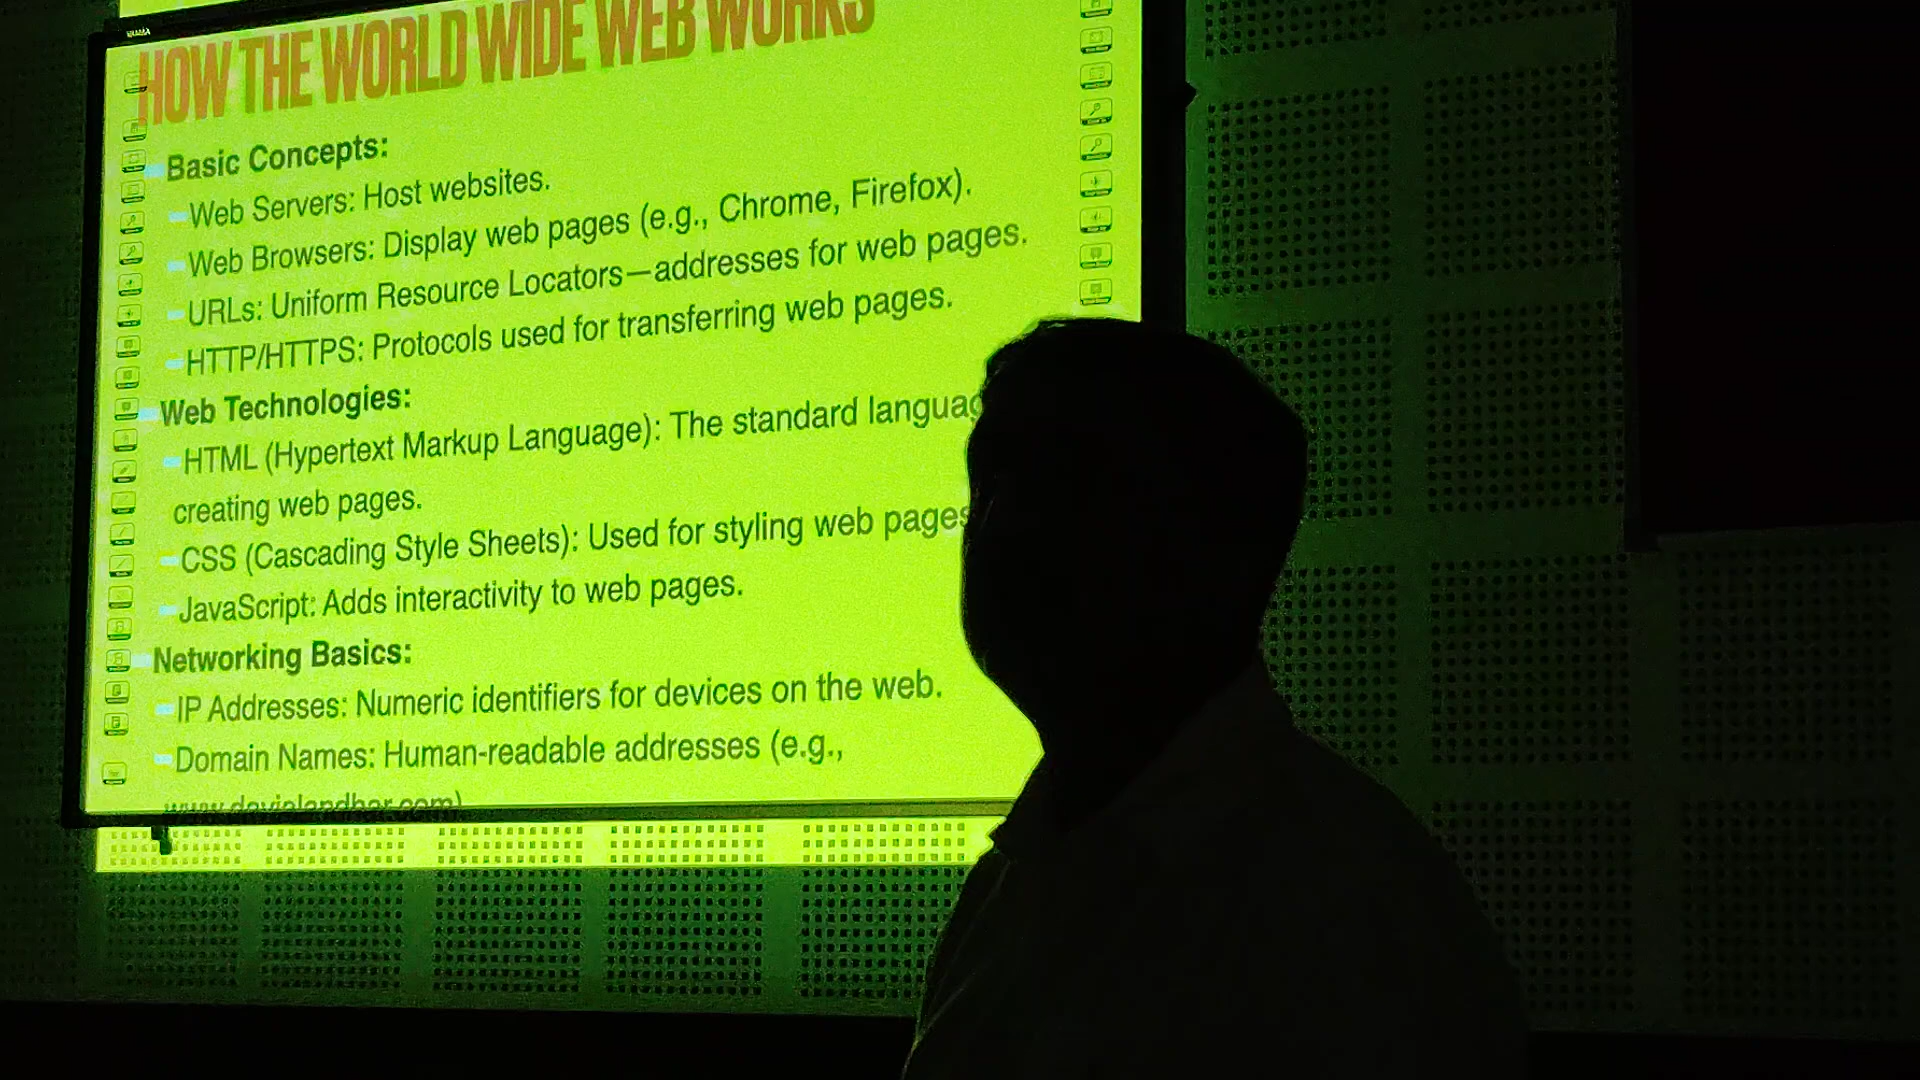 HOW THE WORLD WIDE WEB WORKS
Basic Concepts:
Web Servers: Host websites.
Web Browsers: Display web pages (e.g., Chrome, Firefox).
URLs: Uniform Resource Locators—addresses for web pages.
HTTP/HTTPS: Protocols used for transferring web pages.
Web Technologies:
HTML (Hypertext Markup Language): The standard
creating web pages.
CSS (Cascading Style Sheets): Used for styling web pages
JavaScript: Adds interactivity to web pages.
Networking Basics:
IP Addresses: Numeric identifiers for devices on the web.
Domain Names: Human-readable addresses (e.g.,